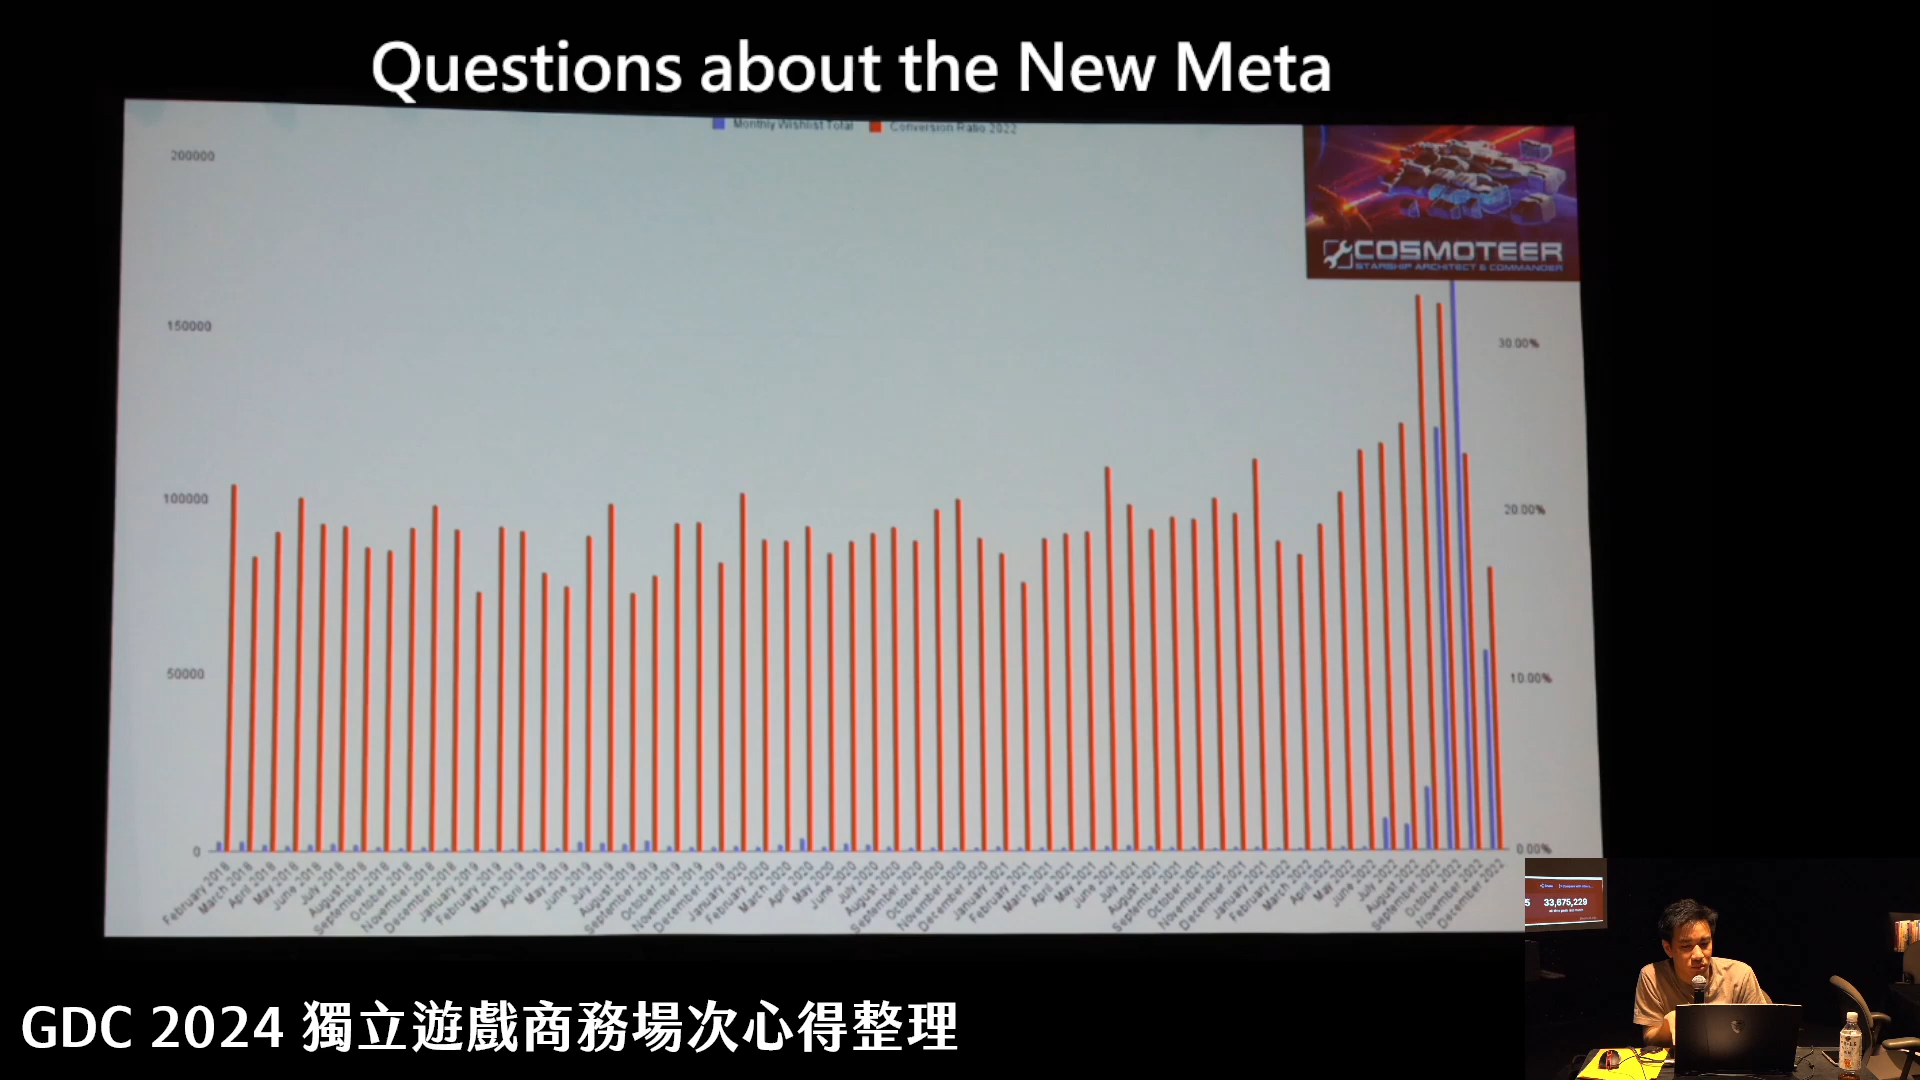 Questions about the New Meta
Monthly Wishlist Total
Conversion Ratio 2022
200000
150000
100000
50000
0
30.00%
20.00%
10.00%
0.00%
COSMOTEER
STARSHIP ARCHITECT & COMMANDER
February 2018
March 2018
April 2018
May 2018
June 2018
July 2018
August 2018
September 2018
October 2018
November 2018
December 2018
January 2019
February 2019
March 2019
April 2019
May 2019
June 2019
July 2019
August 2019
September 2019
October 2019
November 2019
December 2019
January 2020
February 2020
March 2020
April 2020
May 2020
June 2020
July 2020
August 2020
September 2020
October 2020
November 2020
December 2020
January 2021
February 2021
March 2021
April 2021
May 2021
June 2021
July 2021
August 2021
September 2021
October 2021
November 2021
December 2021
January 2022
February 2022
March 2022
April 2022
May 2022
June 2022
July 2022
August 2022
September 2022
October 2022
November 2022
December 2022
5 33,675,229
GDC 2024 獨立遊戲商務場次心得整理